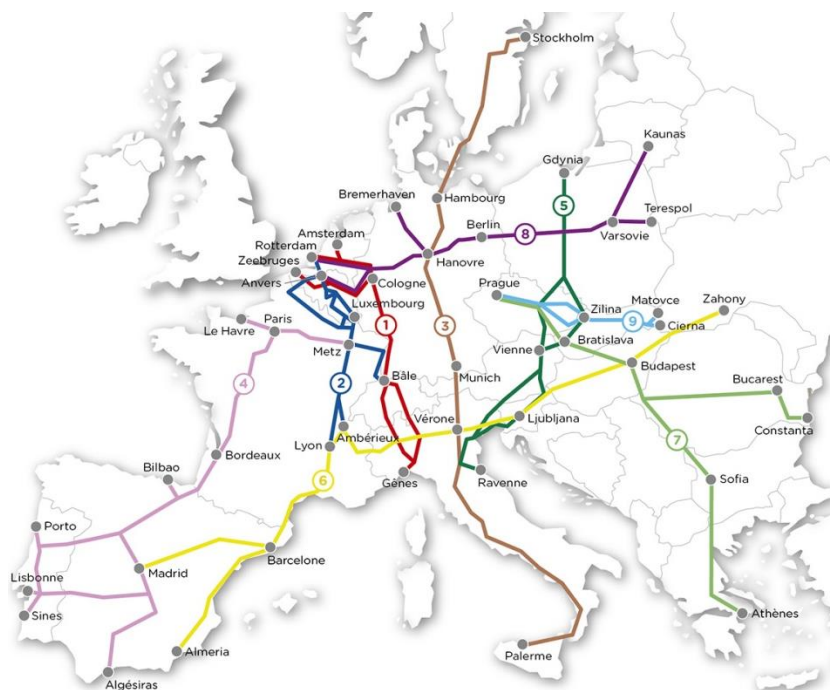 Stockholm
Kaunas
Gdynia
Bremerhaven
Hambourg
5
Terespol
Amsterdam
Berlin
8
Rotterdam
Varsovie
Zeebruges
Hanovre
Anvers
Cologne
Prague
Matovce
Zahony
Luxembourg
Zilina
Le Havre
Paris
1
3
9
Cierna
Metz
Vienne
Bratislava
Budapest
4
2
Bâle
Munich
Bucarest
Ljubljana
Vérone
Constanta
Lyon
Ambérieux
7
Bordeaux
Bilbao
6
Gênes
Ravenne
Sofia
Porto
Barcelone
Lisbonne
Madrid
Sines
Athènes
Almeria
Palerme
Algésiras